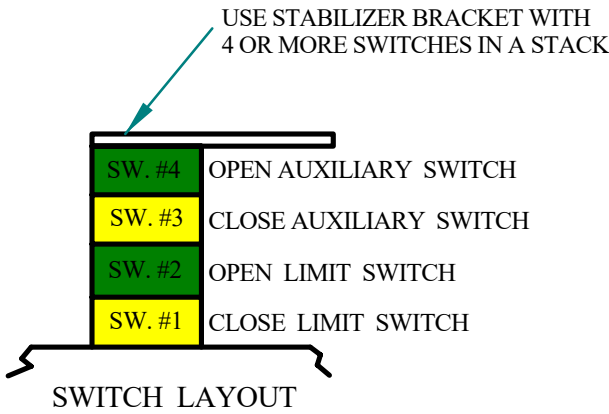 USE STABILIZER BRACKET WITH
4 OR MORE SWITCHES IN A STACK
SW. #4 OPEN AUXILIARY SWITCH
SW. #3 CLOSE AUXILIARY SWITCH
SW. #2 OPEN LIMIT SWITCH
SW. #1 CLOSE LIMIT SWITCH
SWITCH LAYOUT